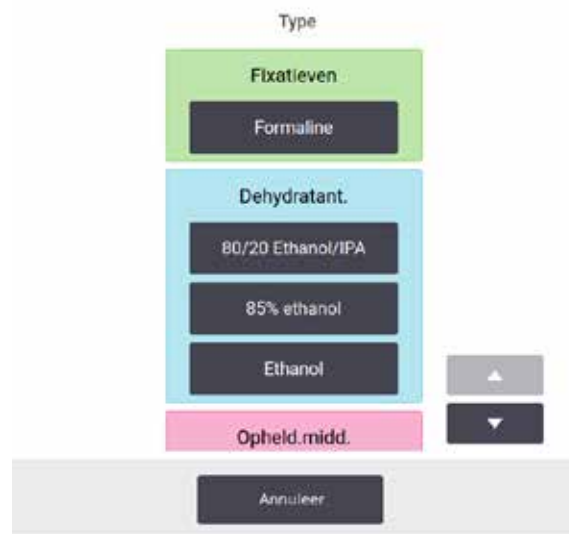 Type
Fixatieven
Formaline
Dehydratant.
80/20 Ethanol/IPA
85% ethanol
Ethanol
Opheld.midd.
Annuleer